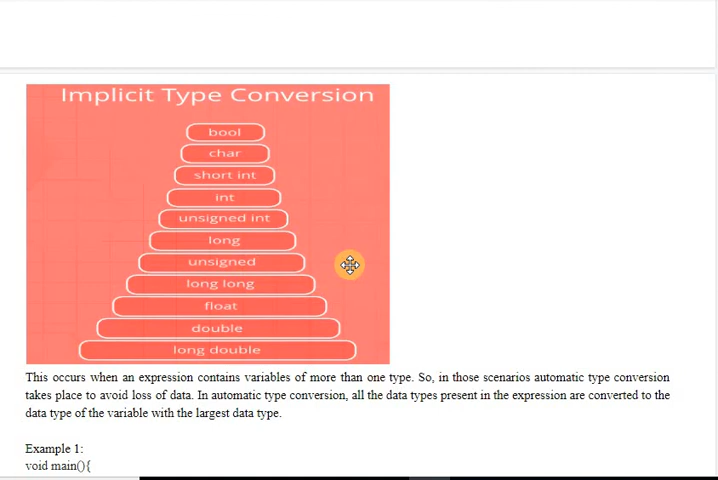 Implicit Type Conversion
bool
char
short int
int
unsigned int
long
unsigned
long long
float
double
long double
This occurs when an expression contains variables of more than one type. So, in those scenarios automatic type conversion
takes place to avoid loss of data. In automatic type conversion, all the data types present in the expression are converted to the
data type of the variable with the largest data type.
Example 1:
void main(){